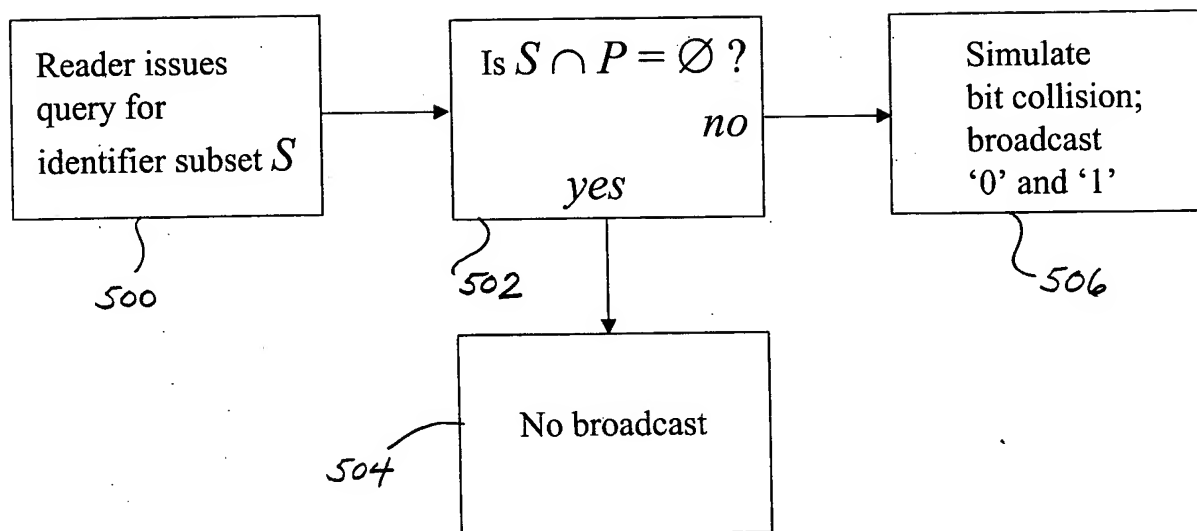 Reader issues
query for
identifier subset S
500
Is S ∩ P = ∅ ?
no
yes
502
Simulate
bit collision;
broadcast
‘0’ and ‘1’
506
No broadcast
504